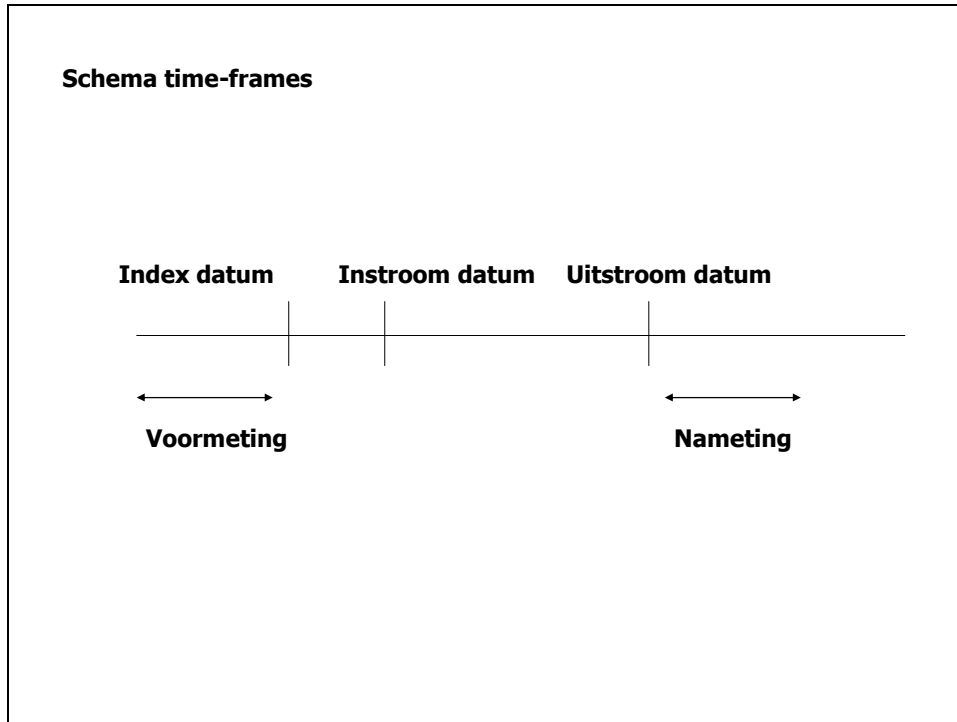 Schema time-frames
Index datum Instroom datum Uitstroom datum
Voormeting Nameting